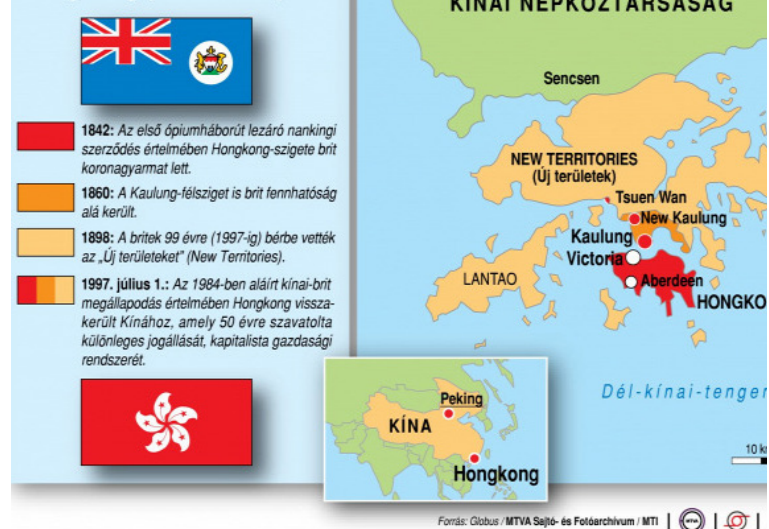 KÍNAI NÉPKÖZTÁRSASÁG
1842: Az első ópiumháborút lezáró nankingi
szerződés értelmében Hongkong-szigete brit
koronagyarmat lett.
1860: A Kaulung-félsziget is brit fennhatóság
alá került.
1898: A britek 99 évre (1997-ig) bérbe vették
az „Új területeket” (New Territories).
1997. július 1.: Az 1984-ben aláírt kínai-brit
megállapodás értelmében Hongkong vissza-
került Kínához, amely 50 évre szavatolta
különleges jogállását, kapitalista gazdasági
rendszerét.
Sencsen
NEW TERRITORIES
(Új területek)
Tsuen Wan
New Kaulung
Kaulung
Victoria
LANTAO
Aberdeen
HONGKO
Dél-kínai-tenger
10 k
Peking
KÍNA
Hongkong
Forrás: Globus / MTVA Sajtó- és Fotóarchívum / MTI